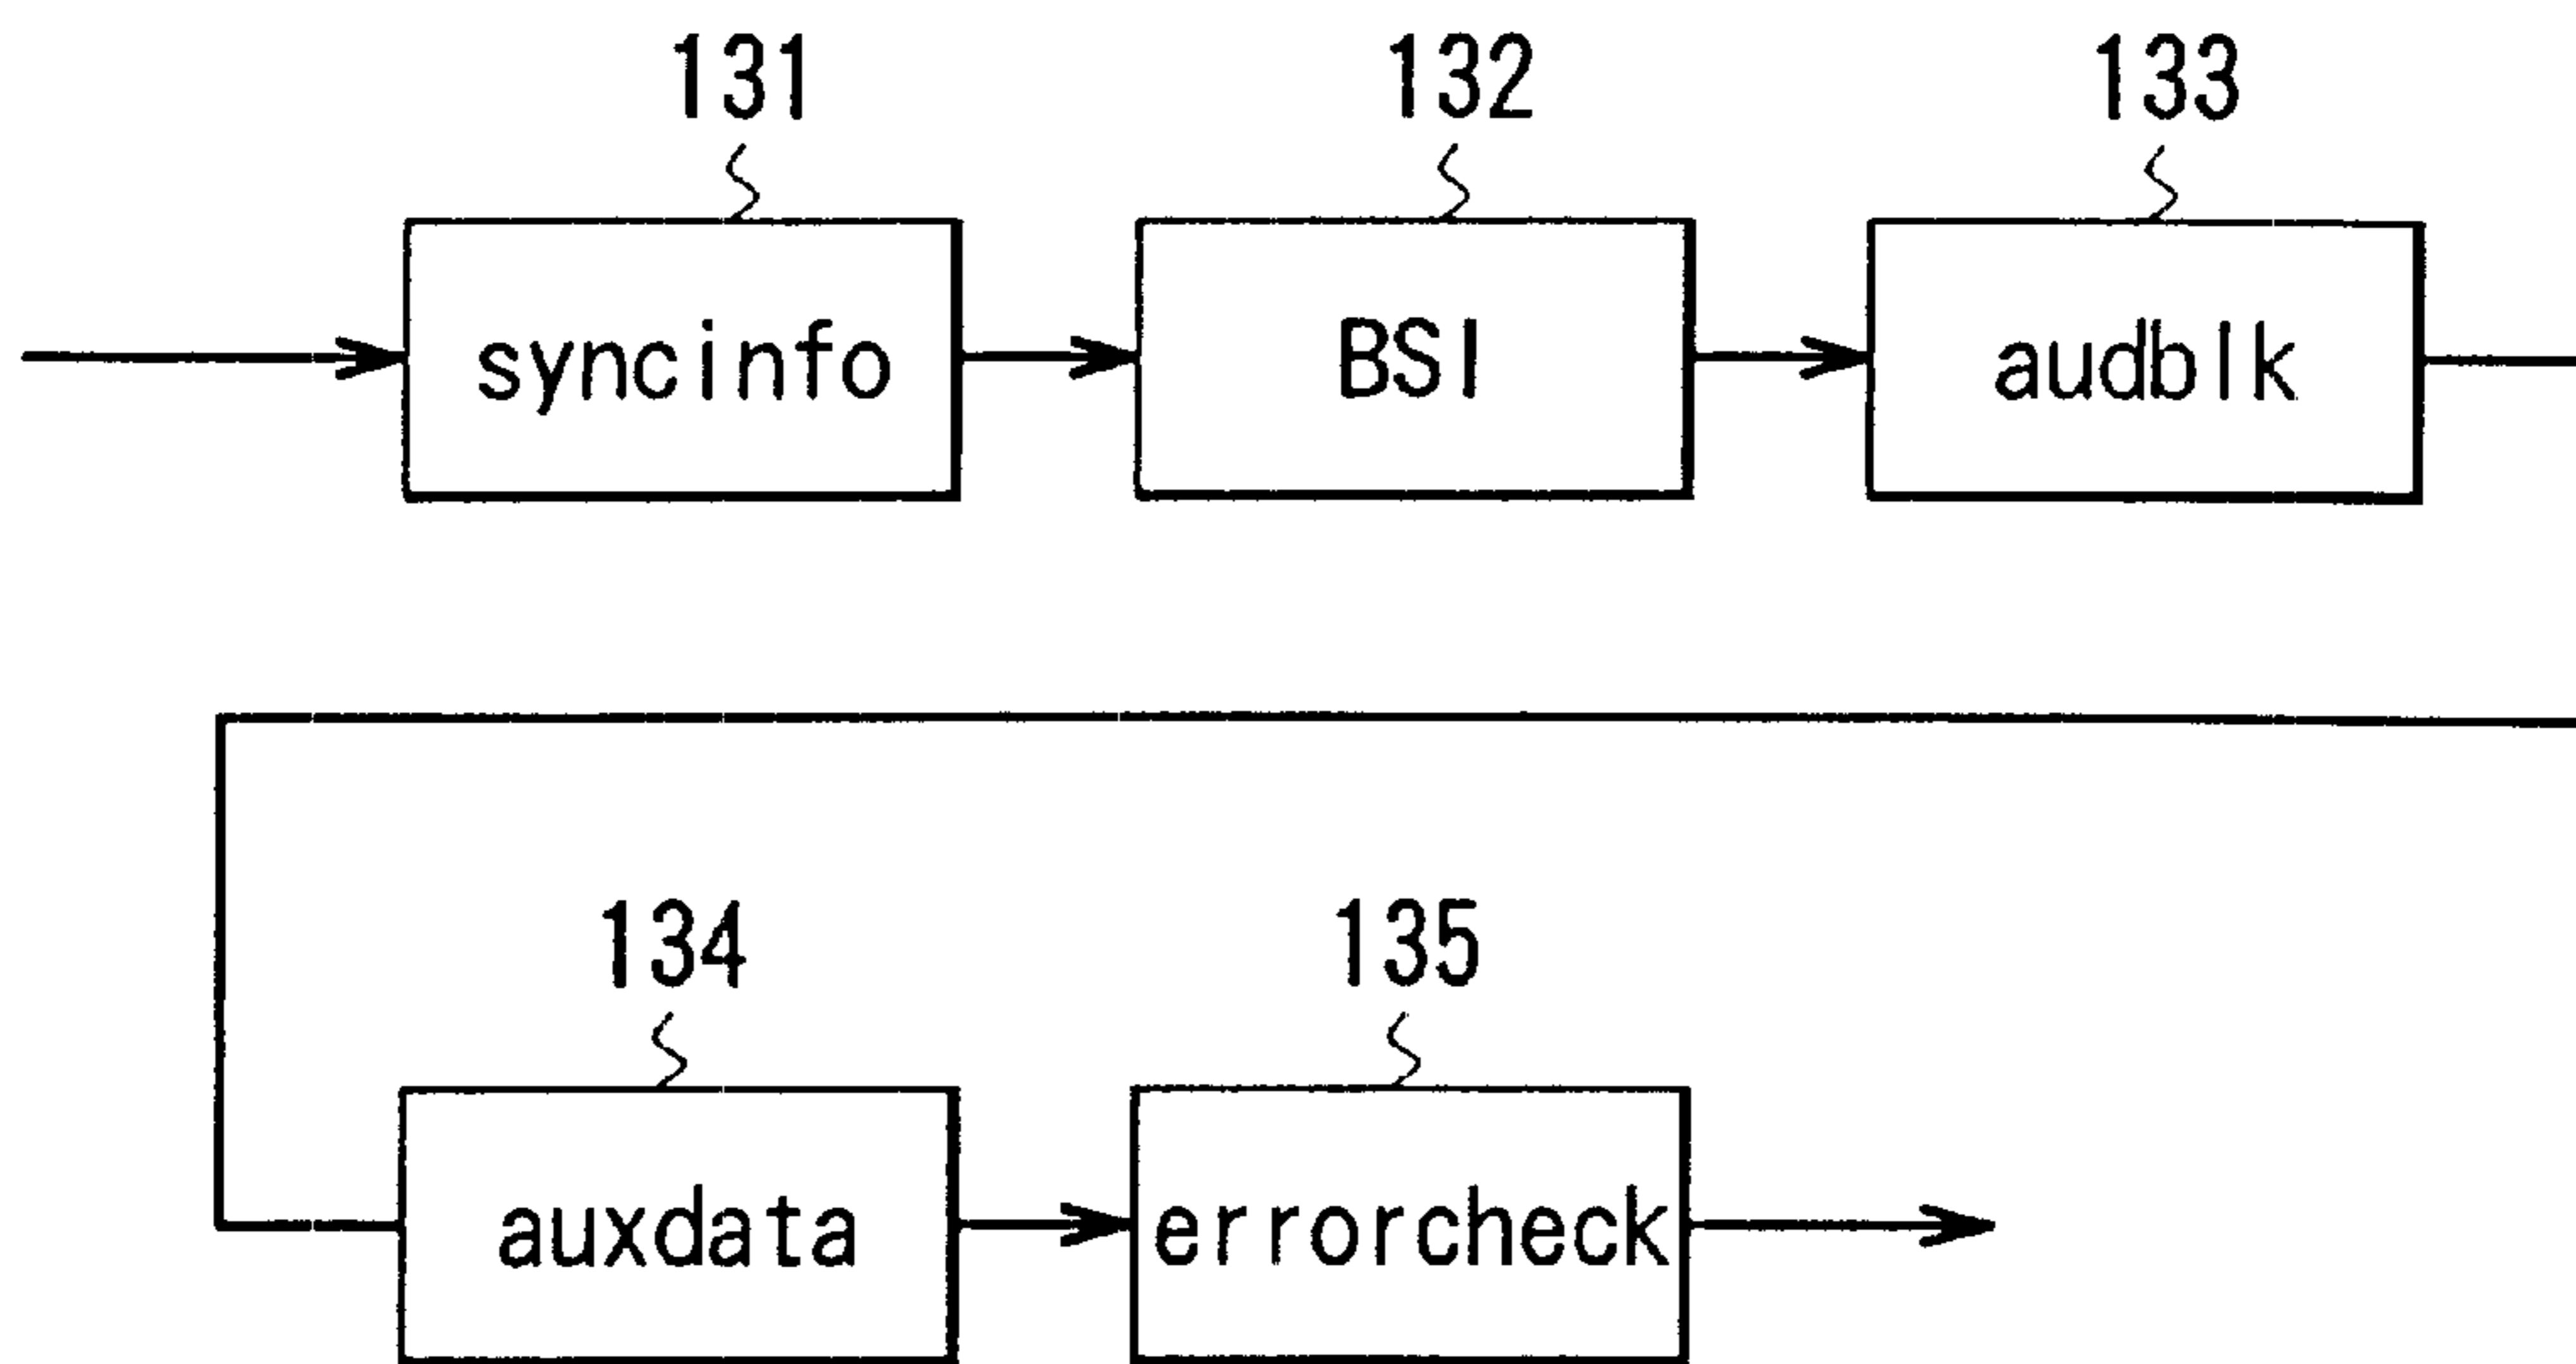 131 132 133
syncinfo BSI audblk
134 135
auxdata errorcheck